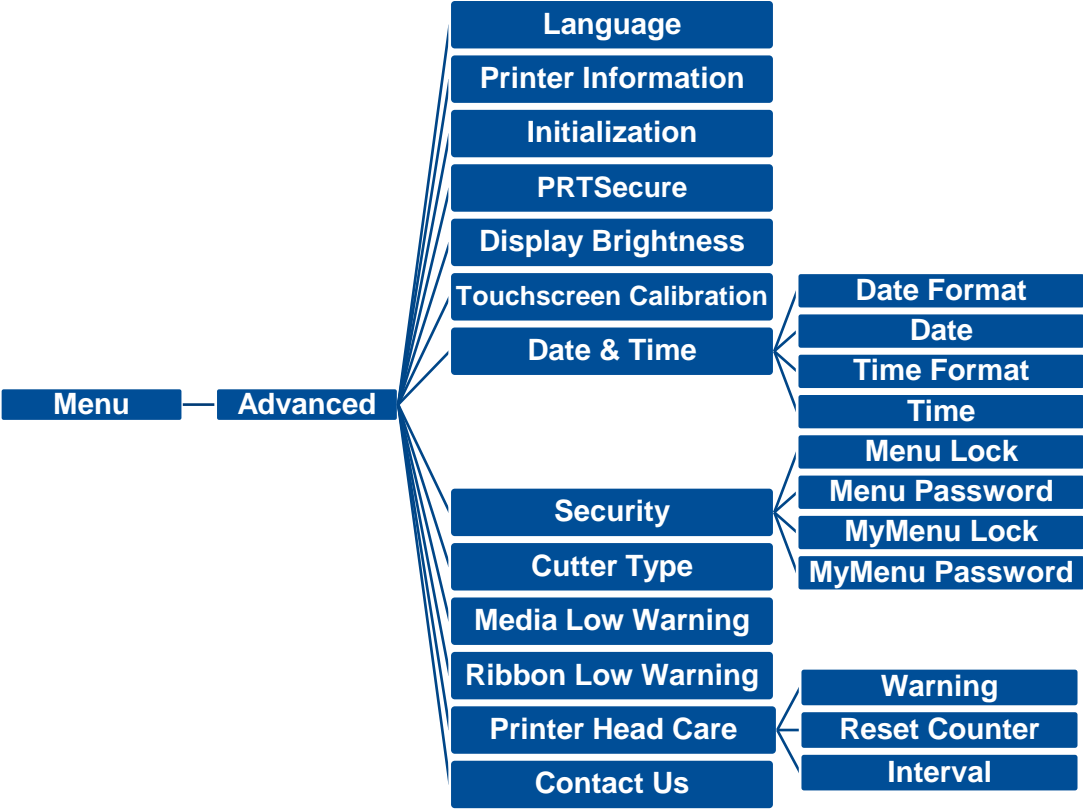 Language
Printer Information
Initialization
PRTSecure
Display Brightness
Touchscreen Calibration
Date & Time
Date Format
Date
Time Format
Time
Menu
Advanced
Menu Lock
Menu Password
MyMenu Lock
MyMenu Password
Security
Cutter Type
Media Low Warning
Ribbon Low Warning
Printer Head Care
Warning
Reset Counter
Interval
Contact Us